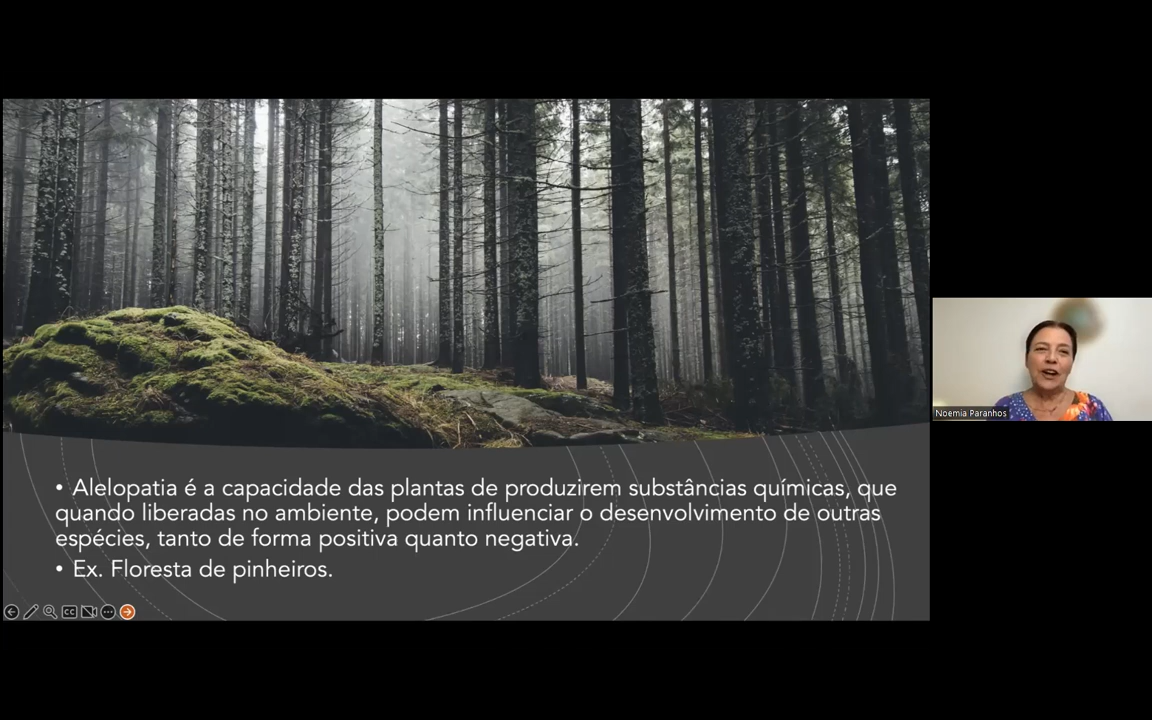 • Alelopatia é a capacidade das plantas de produzirem substâncias químicas, que
quando liberadas no ambiente, podem influenciar o desenvolvimento de outras
espécies, tanto de forma positiva quanto negativa.
• Ex. Floresta de pinheiros.
CC
Noemia Paranhos